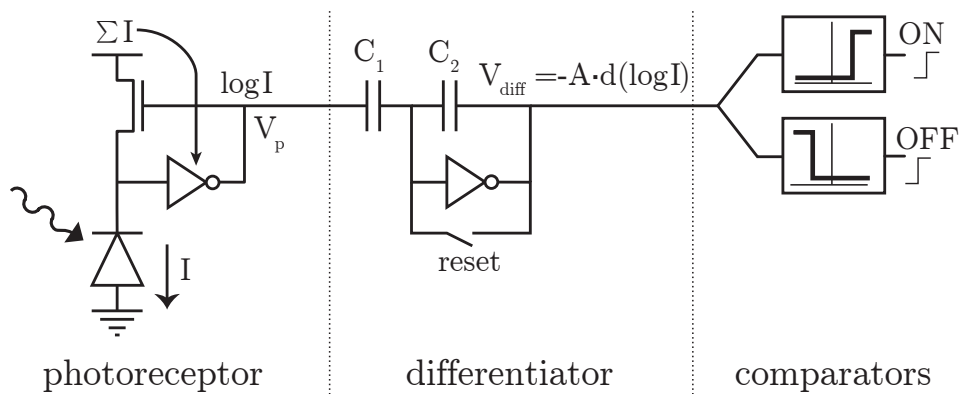 ΣI
logI
V_p
I
photoreceptor
C_1
C_2
V_diff =-A·d(logI)
reset
differentiator
ON
OFF
comparators